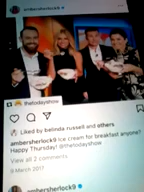 ambersherlock9
thetodayshow
Liked by belinda russell and others
ambersherlock9 Ice cream for breakfast anyone?
Happy Thursday! @thetodayshow
View all 2 comments
9 March 2017
ambersherlock9